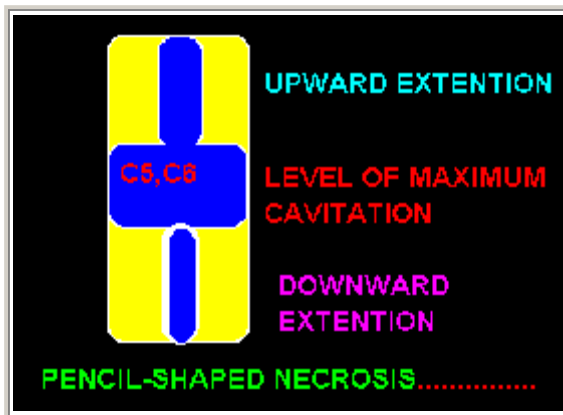 UPWARD EXTENTION
C5,C6
LEVEL OF MAXIMUM
CAVITATION
DOWNWARD
EXTENTION
PENCIL-SHAPED NECROSIS...............